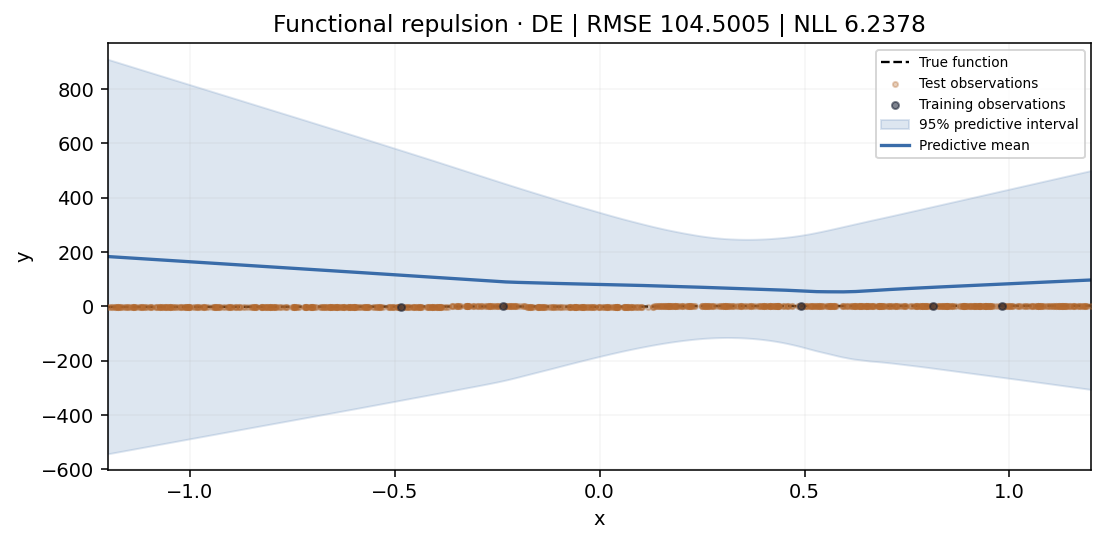 Functional repulsion · DE | RMSE 104.5005 | NLL 6.2378
True function
Test observations
Training observations
95% predictive interval
Predictive mean
y
800
600
400
200
0
−200
−400
−600
−1.0 −0.5 0.0 0.5 1.0
x